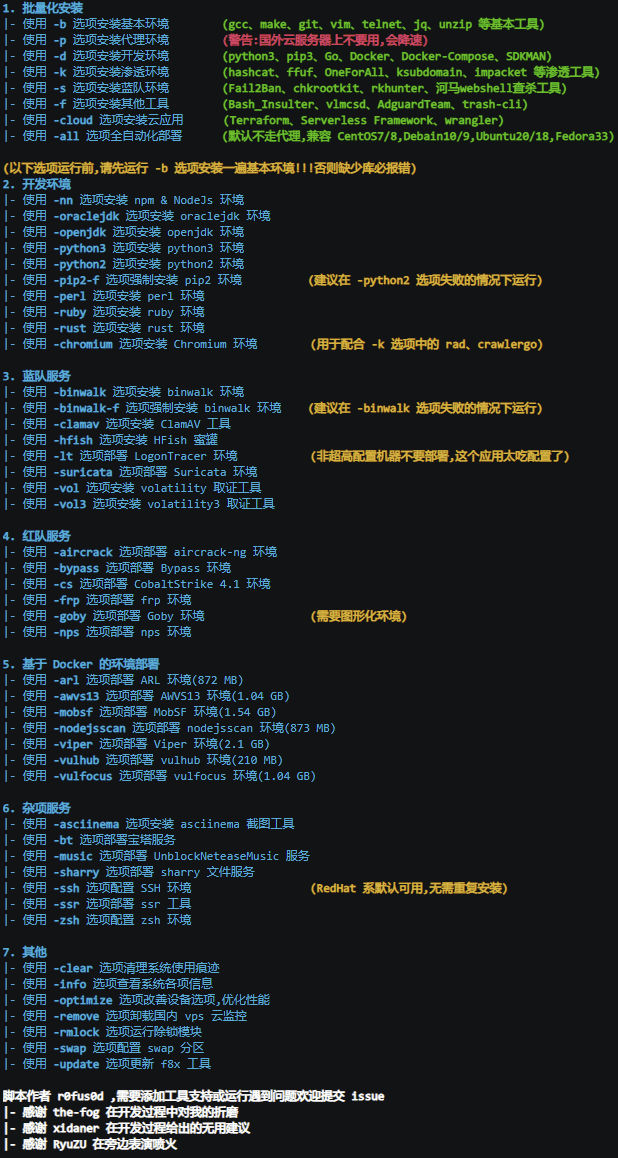 1. 批量化安装
|- 使用 -b 选项安装基本环境 (gcc、make、git、vim、telnet、jq、unzip 等基本工具)
|- 使用 -p 选项安装代理环境 (警告:国外云服务器上不要用,会降速)
|- 使用 -d 选项安装开发环境 (python3、pip3、Go、Docker、Docker-Compose、SDKMAN)
|- 使用 -k 选项安装渗透环境 (hashcat、ffuf、OneForAll、ksubdomain、impacket 等渗透工具)
|- 使用 -s 选项安装蓝队环境 (Fail2Ban、chkrootkit、rkhunter、河马webshell查杀工具)
|- 使用 -f 选项安装其他工具 (Bash_Insulter、vlmcsd、AdguardTeam、trash-cli)
|- 使用 -cloud 选项安装云应用 (Terraform、Serverless Framework、wrangler)
|- 使用 -all 选项全自动化部署 (默认不走代理,兼容 CentOS7/8,Debain10/9,Ubuntu20/18,Fedora33)
(以下选项运行前,请先运行 -b 选项安装一遍基本环境!!!否则缺少库必报错)
2. 开发环境
|- 使用 -nn 选项安装 npm & NodeJs 环境
|- 使用 -oraclejdk 选项安装 oraclejdk 环境
|- 使用 -openjdk 选项安装 openjdk 环境
|- 使用 -python3 选项安装 python3 环境
|- 使用 -python2 选项安装 python2 环境
|- 使用 -pip2-f 选项强制安装 pip2 环境 (建议在 -python2 选项失败的情况下运行)
|- 使用 -perl 选项安装 perl 环境
|- 使用 -ruby 选项安装 ruby 环境
|- 使用 -rust 选项安装 rust 环境
|- 使用 -chromium 选项安装 Chromium 环境 (用于配合 -k 选项中的 rad、crawlergo)
3. 蓝队服务
|- 使用 -binwalk 选项安装 binwalk 环境
|- 使用 -binwalk-f 选项强制安装 binwalk 环境 (建议在 -binwalk 选项失败的情况下运行)
|- 使用 -clamav 选项安装 ClamAV 工具
|- 使用 -hfish 选项安装 HFish 蜜罐
|- 使用 -lt 选项部署 LogonTracer 环境 (非超高配置机器不要部署,这个应用太吃配置了)
|- 使用 -suricata 选项部署 Suricata 环境
|- 使用 -vol 选项安装 volatility 取证工具
|- 使用 -vol3 选项安装 volatility3 取证工具
4. 红队服务
|- 使用 -aircrack 选项部署 aircrack-ng 环境
|- 使用 -bypass 选项部署 Bypass 环境
|- 使用 -cs 选项部署 CobaltStrike 4.1 环境
|- 使用 -frp 选项部署 frp 环境
|- 使用 -goby 选项部署 Goby 环境 (需要图形化环境)
|- 使用 -nps 选项部署 nps 环境
5. 基于 Docker 的环境部署
|- 使用 -arl 选项部署 ARL 环境(872 MB)
|- 使用 -awvs13 选项部署 AWVS13 环境(1.04 GB)
|- 使用 -mobsf 选项部署 MobSF 环境(1.54 GB)
|- 使用 -nodejsscan 选项部署 nodejsscan 环境(873 MB)
|- 使用 -viper 选项部署 Viper 环境(2.1 GB)
|- 使用 -vulhub 选项部署 vulhub 环境(210 MB)
|- 使用 -vulfocus 选项部署 vulfocus 环境(1.04 GB)
6. 杂项服务
|- 使用 -asciinema 选项安装 asciinema 截图工具
|- 使用 -bt 选项部署宝塔服务
|- 使用 -music 选项部署 UnblockNeteaseMusic 服务
|- 使用 -sharry 选项部署 sharry 文件服务
|- 使用 -ssh 选项配置 SSH 环境 (RedHat 系默认可用,无需重复安装)
|- 使用 -ssr 选项部署 ssr 工具
|- 使用 -zsh 选项配置 zsh 环境
7. 其他
|- 使用 -clear 选项清理系统使用痕迹
|- 使用 -info 选项查看系统各项信息
|- 使用 -optimize 选项改善设备选项,优化性能
|- 使用 -remove 选项卸载国内 vps 云监控
|- 使用 -rmlock 选项运行除锁模块
|- 使用 -swap 选项配置 swap 分区
|- 使用 -update 选项更新 f8x 工具
脚本作者 r0fus0d ,需要添加工具支持或运行遇到问题欢迎提交 issue
|- 感谢 the-fog 在开发过程中对我的折磨
|- 感谢 xidaner 在开发过程给出的无用建议
|- 感谢 RyuZU 在旁边表演喷火